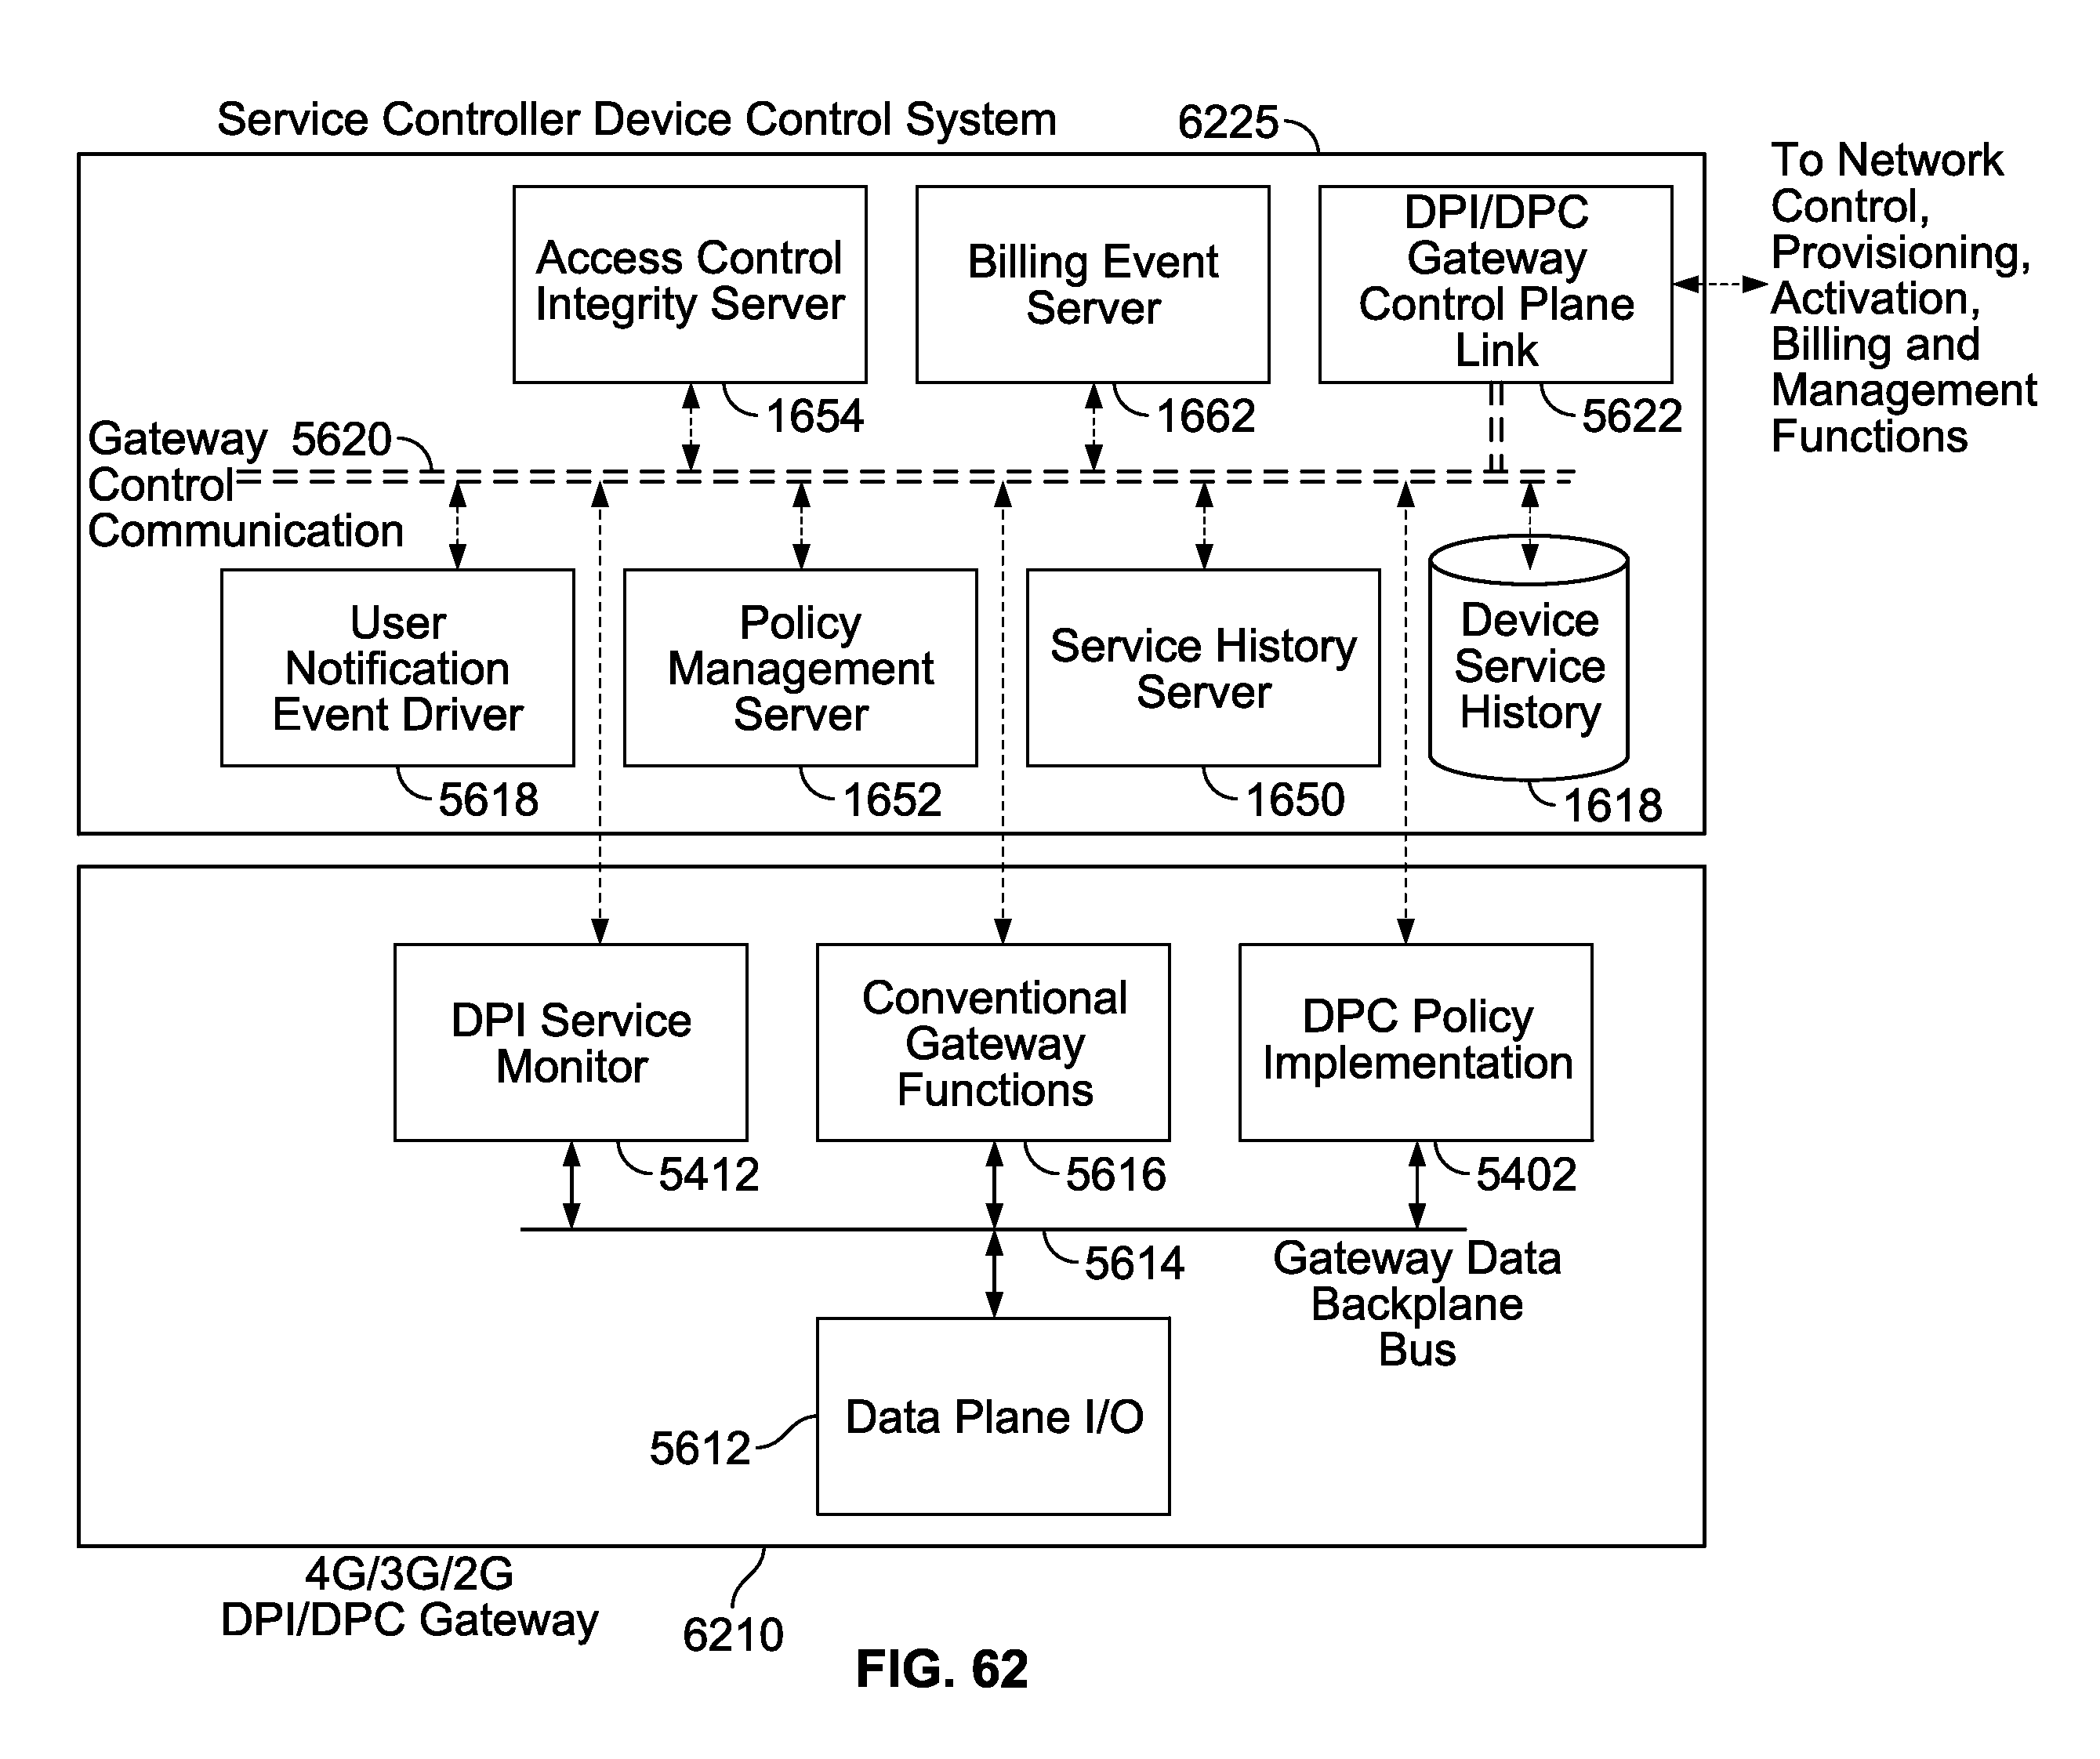 Service Controller Device Control System
6225
To Network
Control,
Provisioning,
Activation,
Billing and
Management
Functions
Access Control
Integrity Server
1654
Billing Event
Server
1662
DPI/DPC
Gateway
Control Plane
Link
5622
Gateway
Control
Communication
5620
User
Notification
Event Driver
5618
Policy
Management
Server
1652
Service History
Server
1650
Device
Service
History
1618
DPI Service
Monitor
5412
Conventional
Gateway
Functions
5616
DPC Policy
Implementation
5402
5614
Gateway Data
Backplane
Bus
Data Plane I/O
5612
4G/3G/2G
DPI/DPC Gateway
6210
FIG. 62